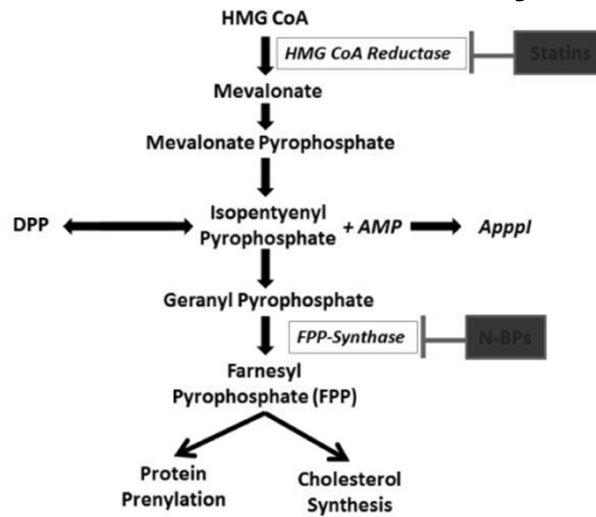 HMG CoA
HMG CoA Reductase
Statins
Mevalonate
Mevalonate Pyrophosphate
DPP
Isopentyenyl
Pyrophosphate
+ AMP
ApppI
Geranyl Pyrophosphate
FPP-Synthase
N-BPs
Farnesyl
Pyrophosphate (FPP)
Protein
Prenylation
Cholesterol
Synthesis